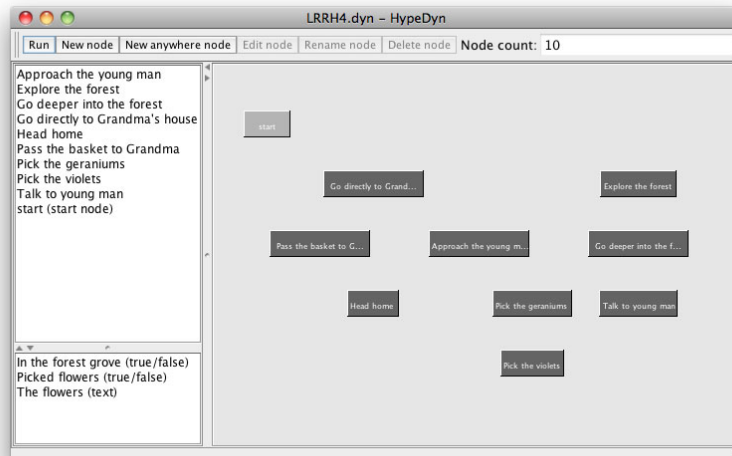 LRRH4.dyn – HypeDyn
Run New node New anywhere node Edit node Rename node Delete node Node count: 10
Approach the young man
Explore the forest
Go deeper into the forest
Go directly to Grandma's house
Head home
Pass the basket to Grandma
Pick the geraniums
Pick the violets
Talk to young man
start (start node)
In the forest grove (true/false)
Picked flowers (true/false)
The flowers (text)
start
Go directly to Grand... Explore the forest
Pass the basket to G... Approach the young m... Go deeper into the f...
Head home Pick the geraniums Talk to young man
Pick the violets